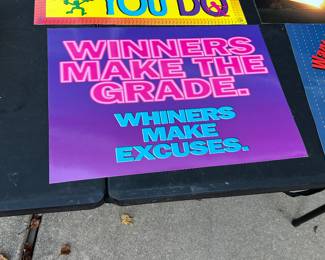 YOU DO
WINNERS
MAKE THE
GRADE.
WHINERS
MAKE
EXCUSES.